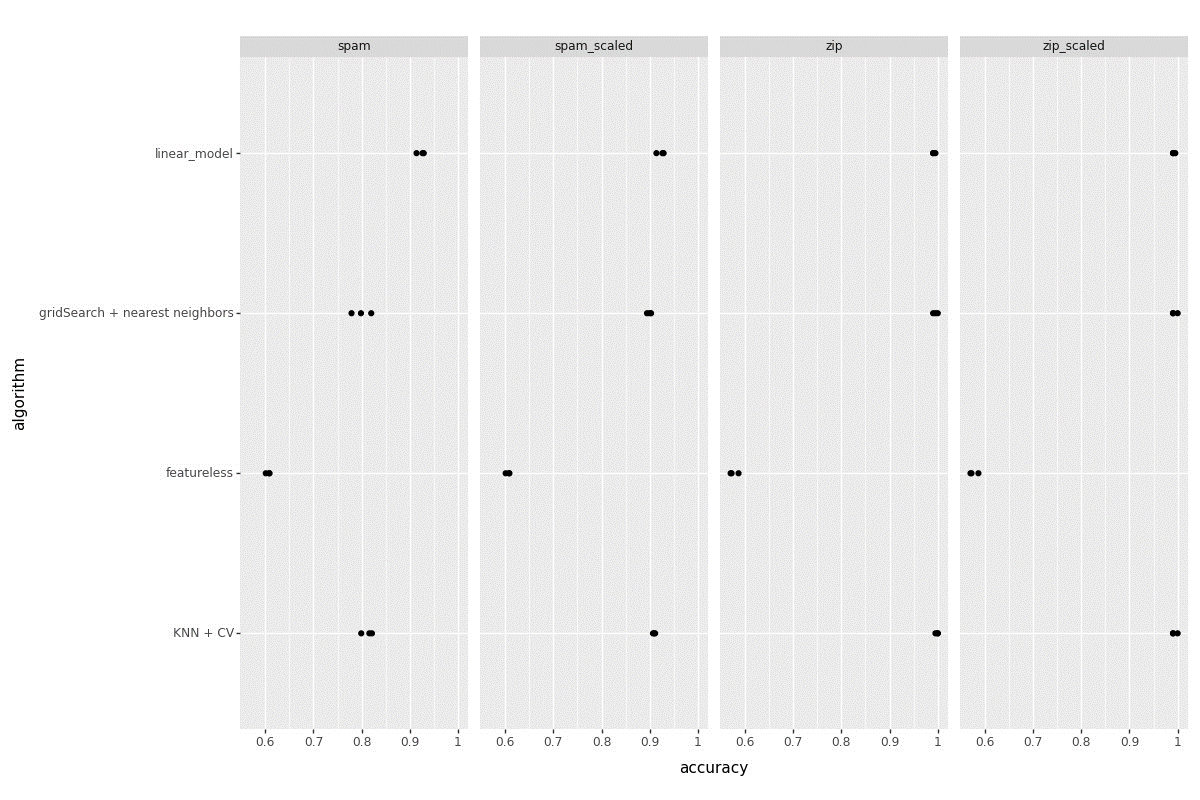 spam spam_scaled zip zip_scaled
linear_model
gridSearch + nearest neighbors
featureless
KNN + CV
algorithm
0.6 0.7 0.8 0.9 1 0.6 0.7 0.8 0.9 1 0.6 0.7 0.8 0.9 1 0.6 0.7 0.8 0.9 1
accuracy